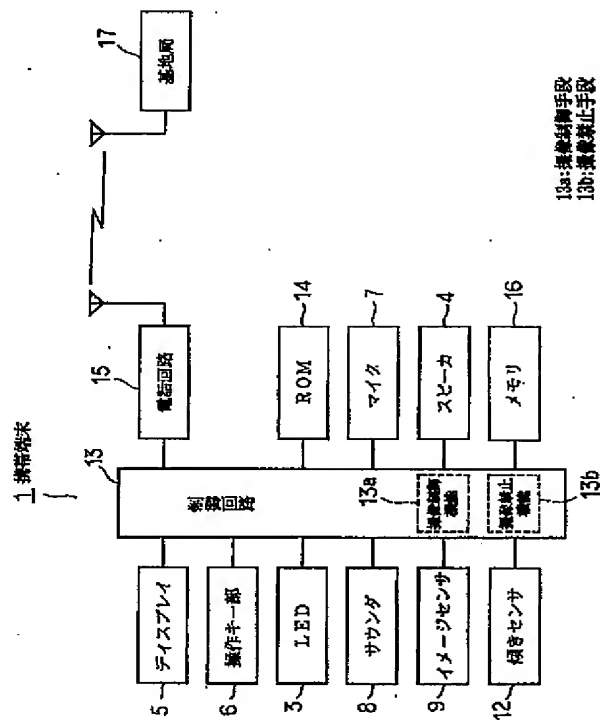 1 携帯端末
13
制御回路
5 ディスプレイ
6 操作キー部
3 LED
8 サウンダ
9 イメージセンサ
12 傾きセンサ
13a
撮像制御
機能
撮像禁止
機能
13b
15
電話回路
ROM 14
マイク 7
スピーカ 4
メモリ 16
17
基地局
13a:撮像制御手段
13b:撮像禁止手段